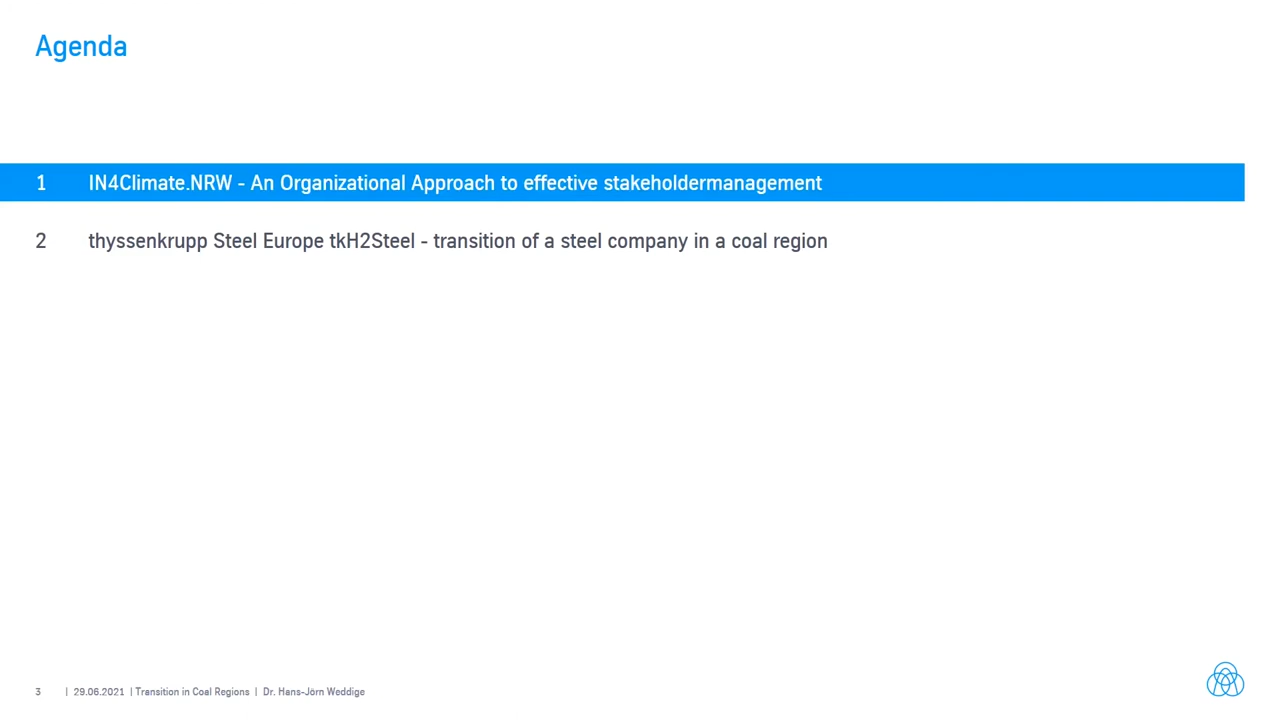 Agenda
1 IN4Climate.NRW - An Organizational Approach to effective stakeholdermanagement
2 thyssenkrupp Steel Europe tkH2Steel - transition of a steel company in a coal region
3 | 29.06.2021 | Transition in Coal Regions | Dr. Hans-Jörn Weddige